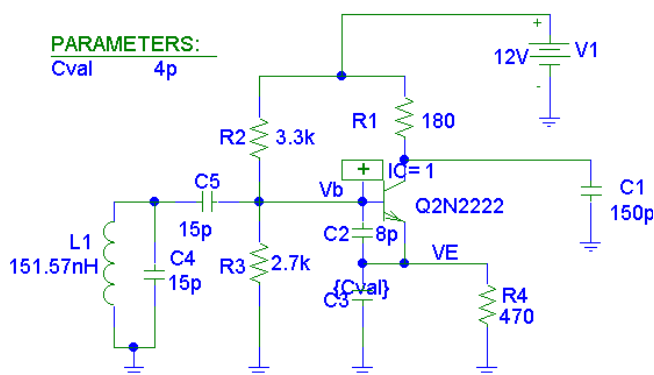 PARAMETERS:
Cval 4p
+
12V V1
-
R1 180
R2 3.3k
+ IC= 1
C5
Vb
15p
Q2N2222
C1
150p
L1
151.57nH
C4
15p
R3 2.7k
C2 8p
VE
{Cval}
C3
R4
470